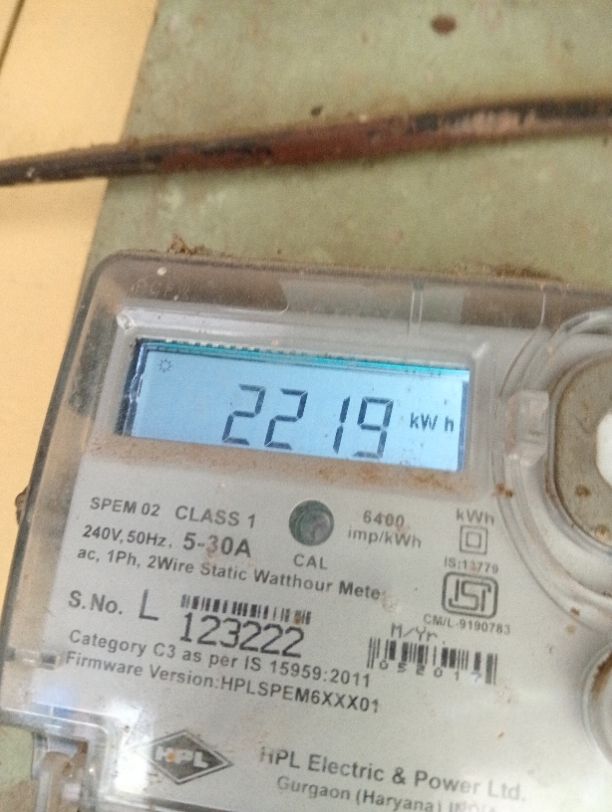 2219 kWh
SPEM 02 CLASS 1
240V, 50Hz, 5-30A
ac, 1Ph, 2Wire Static Watthour Mete
CAL
6400
imp/kWh
kWh
IS:13779
ISI
CM/L-9190783
S.No. L 123222
M/Yr.
052017
Category C3 as per IS 15959:2011
Firmware Version:HPLSPEM6XXX01
HPL
HPL Electric & Power Ltd.
Gurgaon (Haryana)